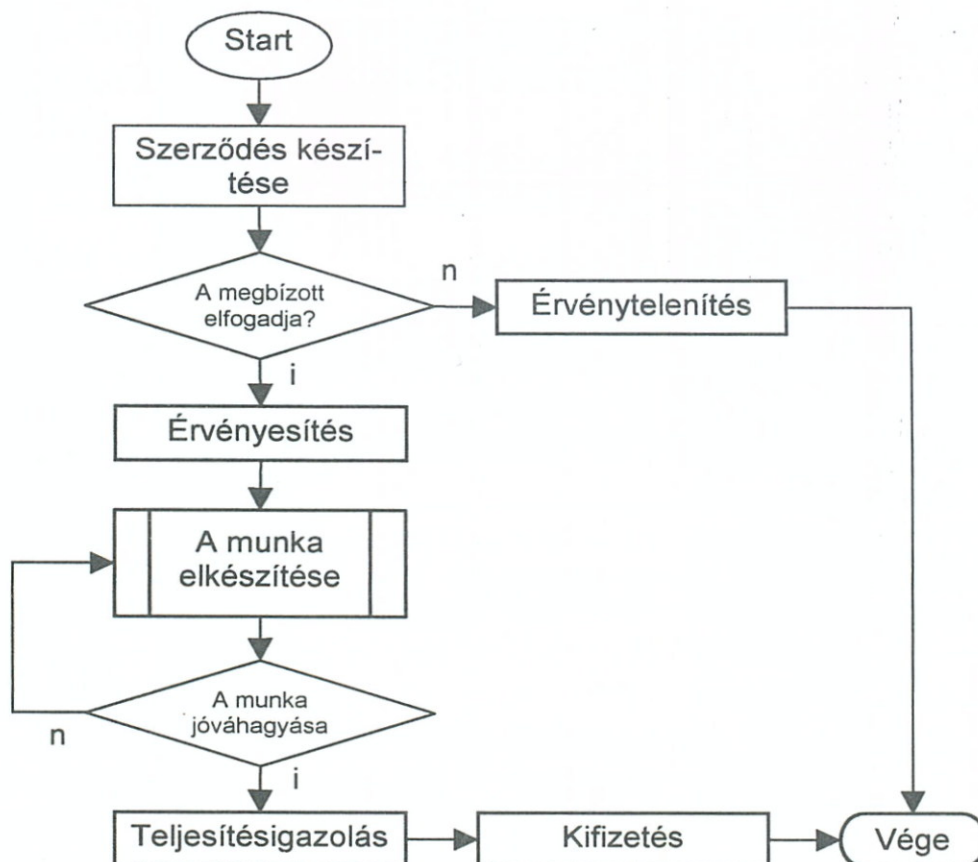 Start
Szerződés készí-
tése
A megbízott
elfogadja?
n
Érvénytelenítés
i
Érvényesítés
A munka
elkészítése
A munka
jóváhagyása
n
i
Teljesítésigazolás
Kifizetés
Vége